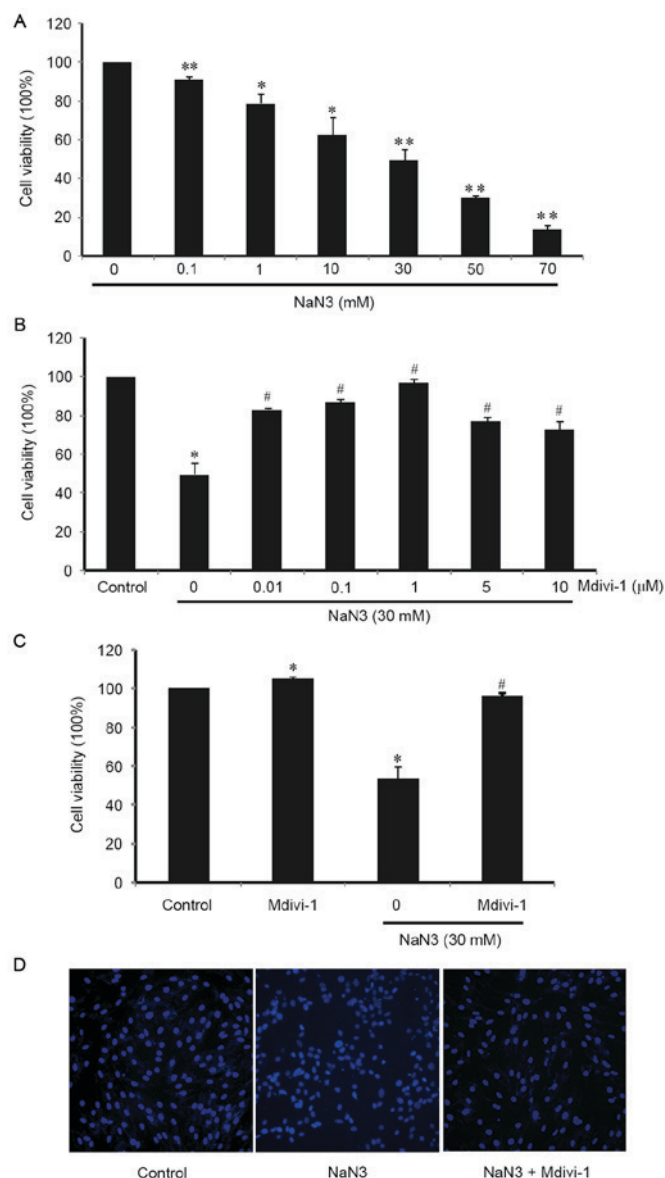 A
Cell viability (100%)
120
100
80
60
40
20
0
**
*
*
**
**
**
0 0.1 1 10 30 50 70
NaN3 (mM)
B
Cell viability (100%)
120
100
80
60
40
20
0
*
#
#
#
#
#
Control 0 0.01 0.1 1 5 10 Mdivi-1 (μM)
NaN3 (30 mM)
C
Cell viability (100%)
120
100
80
60
40
20
0
*
*
#
Control Mdivi-1 0 Mdivi-1
NaN3 (30 mM)
D
Control NaN3 NaN3 + Mdivi-1